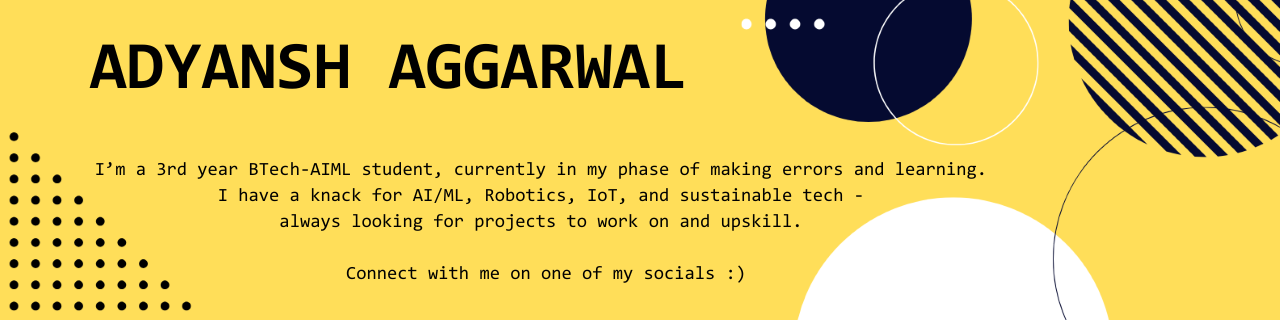 ADYANSH AGGARWAL
I’m a 3rd year BTech-AIML student, currently in my phase of making errors and learning.
I have a knack for AI/ML, Robotics, IoT, and sustainable tech -
always looking for projects to work on and upskill.
Connect with me on one of my socials :)